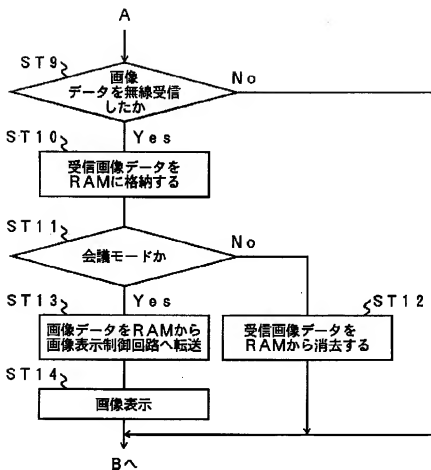 A
ST9
画像
データを無線受信
したか
No
ST10
Yes
受信画像データを
RAMに格納する
ST11
会議モードか
No
ST13
Yes
ST12
画像データをRAMから
画像表示制御回路へ転送
受信画像データを
RAMから消去する
ST14
画像表示
Bへ